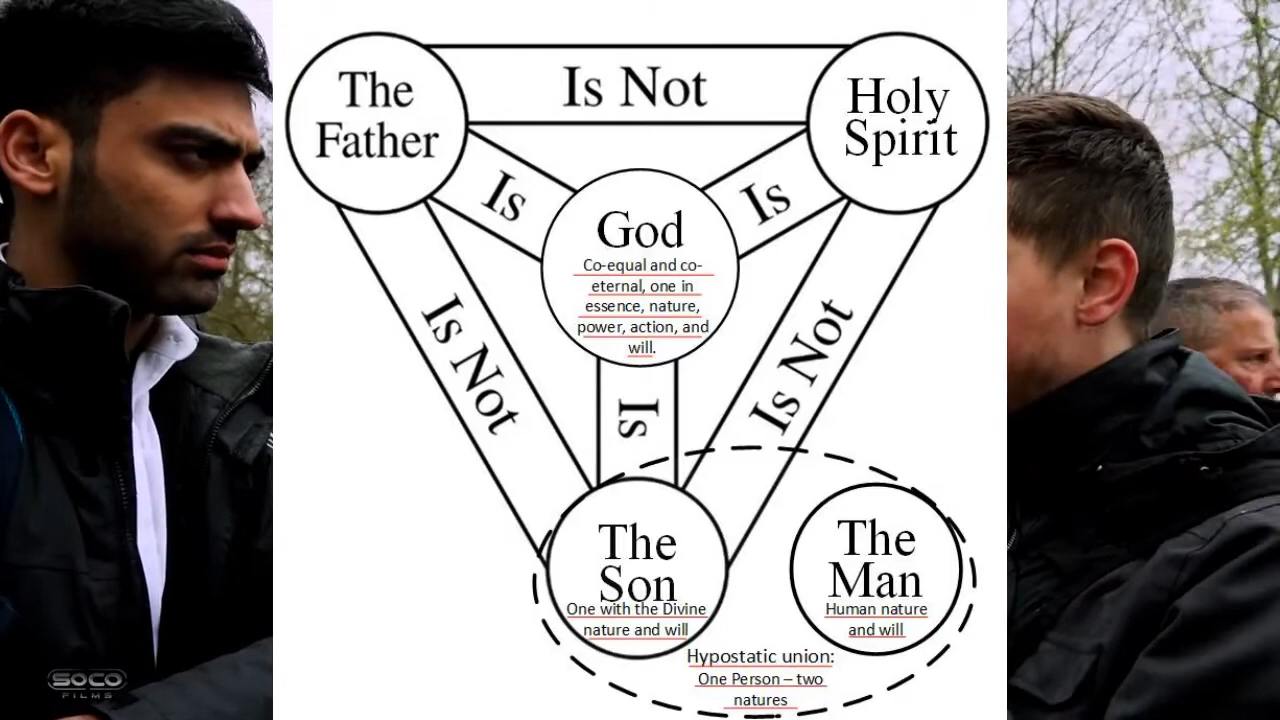 The
Father
Is Not
Holy
Spirit
Is
Is
God
Co-equal and co-
eternal, one in
essence, nature,
power, action, and
will.
Is Not
Is
Is Not
The
Son
One with the Divine
nature and will
The
Man
Human nature
and will
Hypostatic union:
One Person – two
natures
SOCO
FILMS